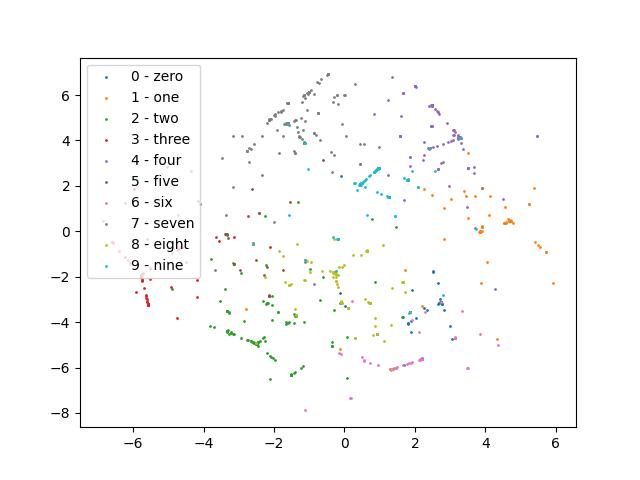 0 - zero
1 - one
2 - two
3 - three
4 - four
5 - five
6 - six
7 - seven
8 - eight
9 - nine
6
4
2
0
−2
−4
−6
−8
−6 −4 −2 0 2 4 6